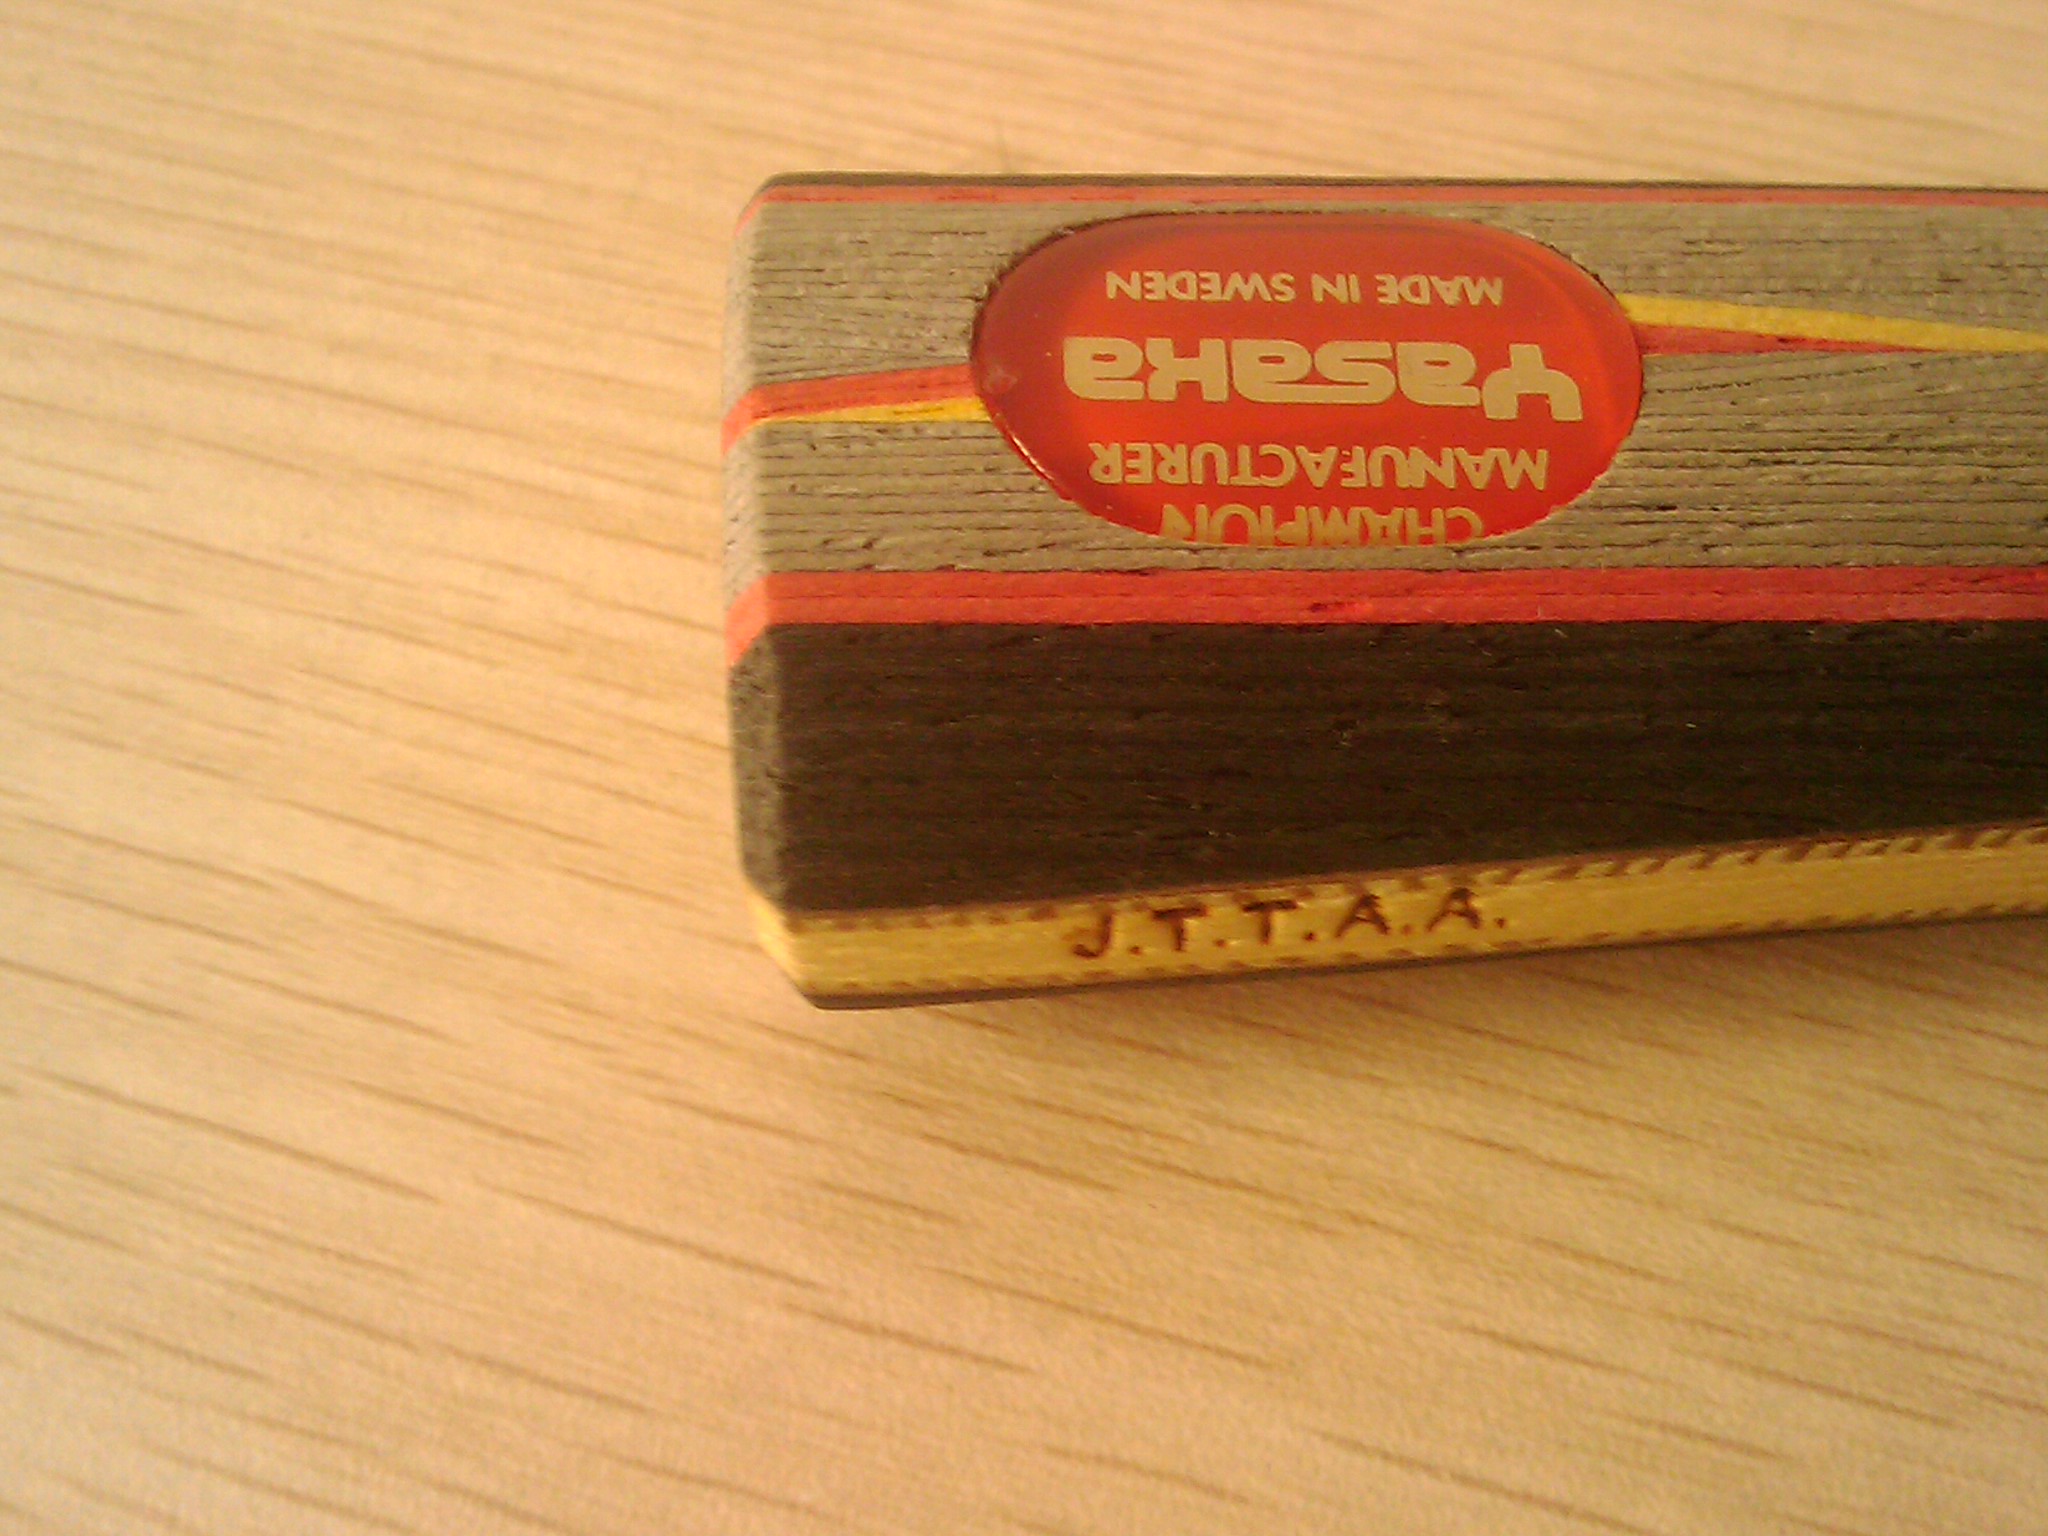 CHAMPION
MANUFACTURER
Yasaka
MADE IN SWEDEN
J.T.T.A.A.